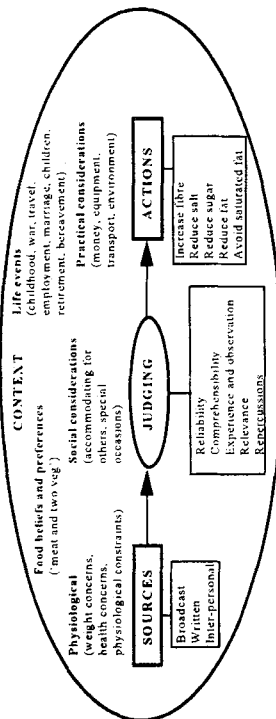 CONTEXT
Food beliefs and preferences
('meat and two veg')
Life events
(childhood, war, travel,
employment, marriage, children,
retirement, bereavement)
Physiological
(weight concerns,
health concerns,
physiological constraints)
Social considerations
(accommodating for
others, special
occasions)
Practical considerations
(money, equipment,
transport, environment)
SOURCES
JUDGING
ACTIONS
Broadcast
Written
Inter-personal
Reliability
Comprehensibility
Experience and observation
Relevance
Repercussions
Increase fibre
Reduce salt
Reduce sugar
Reduce fat
Avoid saturated fat